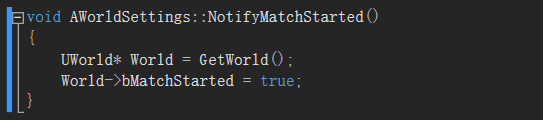 void AWorldSettings::NotifyMatchStarted()
{
UWorld* World = GetWorld();
World->bMatchStarted = true;
}